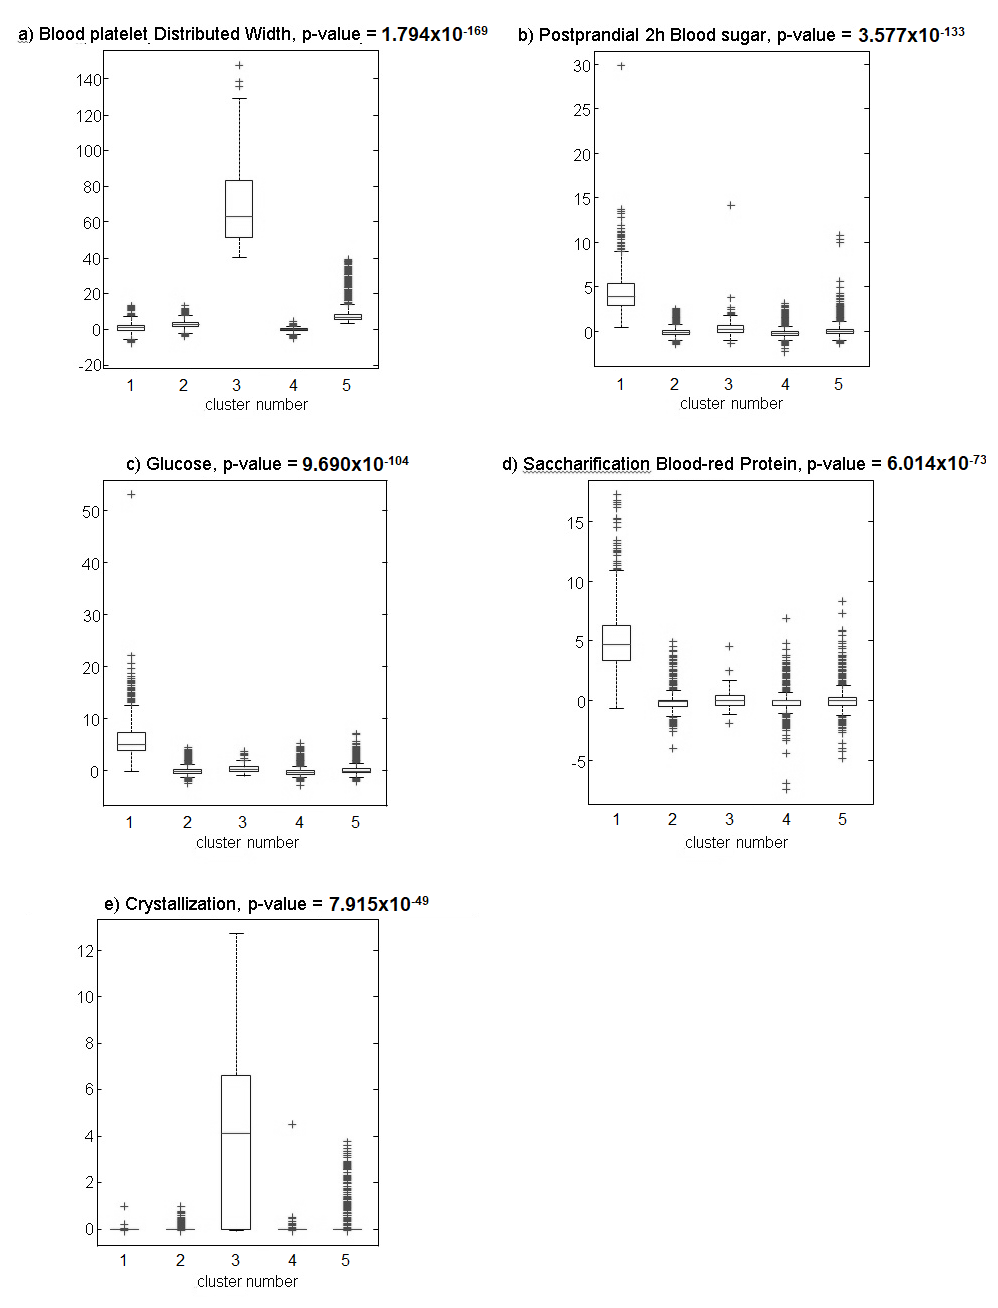 a) Blood platelet Distributed Width, p-value = 1.794x10-169
140
120
100
80
60
40
20
0
-20
1 2 3 4 5
cluster number
b) Postprandial 2h Blood sugar, p-value = 3.577x10-133
30
25
20
15
10
5
0
1 2 3 4 5
cluster number
c) Glucose, p-value = 9.690x10-104
50
40
30
20
10
0
1 2 3 4 5
cluster number
d) Saccharification Blood-red Protein, p-value = 6.014x10-73
15
10
5
0
-5
1 2 3 4 5
cluster number
e) Crystallization, p-value = 7.915x10-49
12
10
8
6
4
2
0
1 2 3 4 5
cluster number